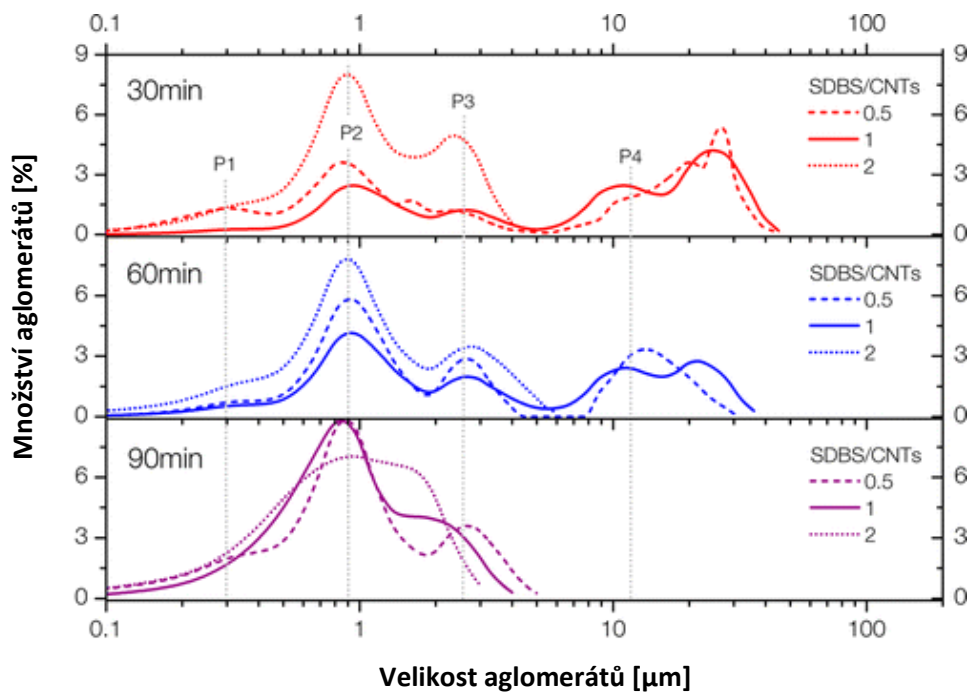 0.1 1 10 100
Množství aglomerátů [%]
9 9
6 6
3 3
0 0
30min
P1
P2
P3
P4
SDBS/CNTs
0.5
1
2
6 6
3 3
0 0
60min
SDBS/CNTs
0.5
1
2
6 6
3 3
0 0
90min
SDBS/CNTs
0.5
1
2
0.1 1 10 100
Velikost aglomerátů [µm]